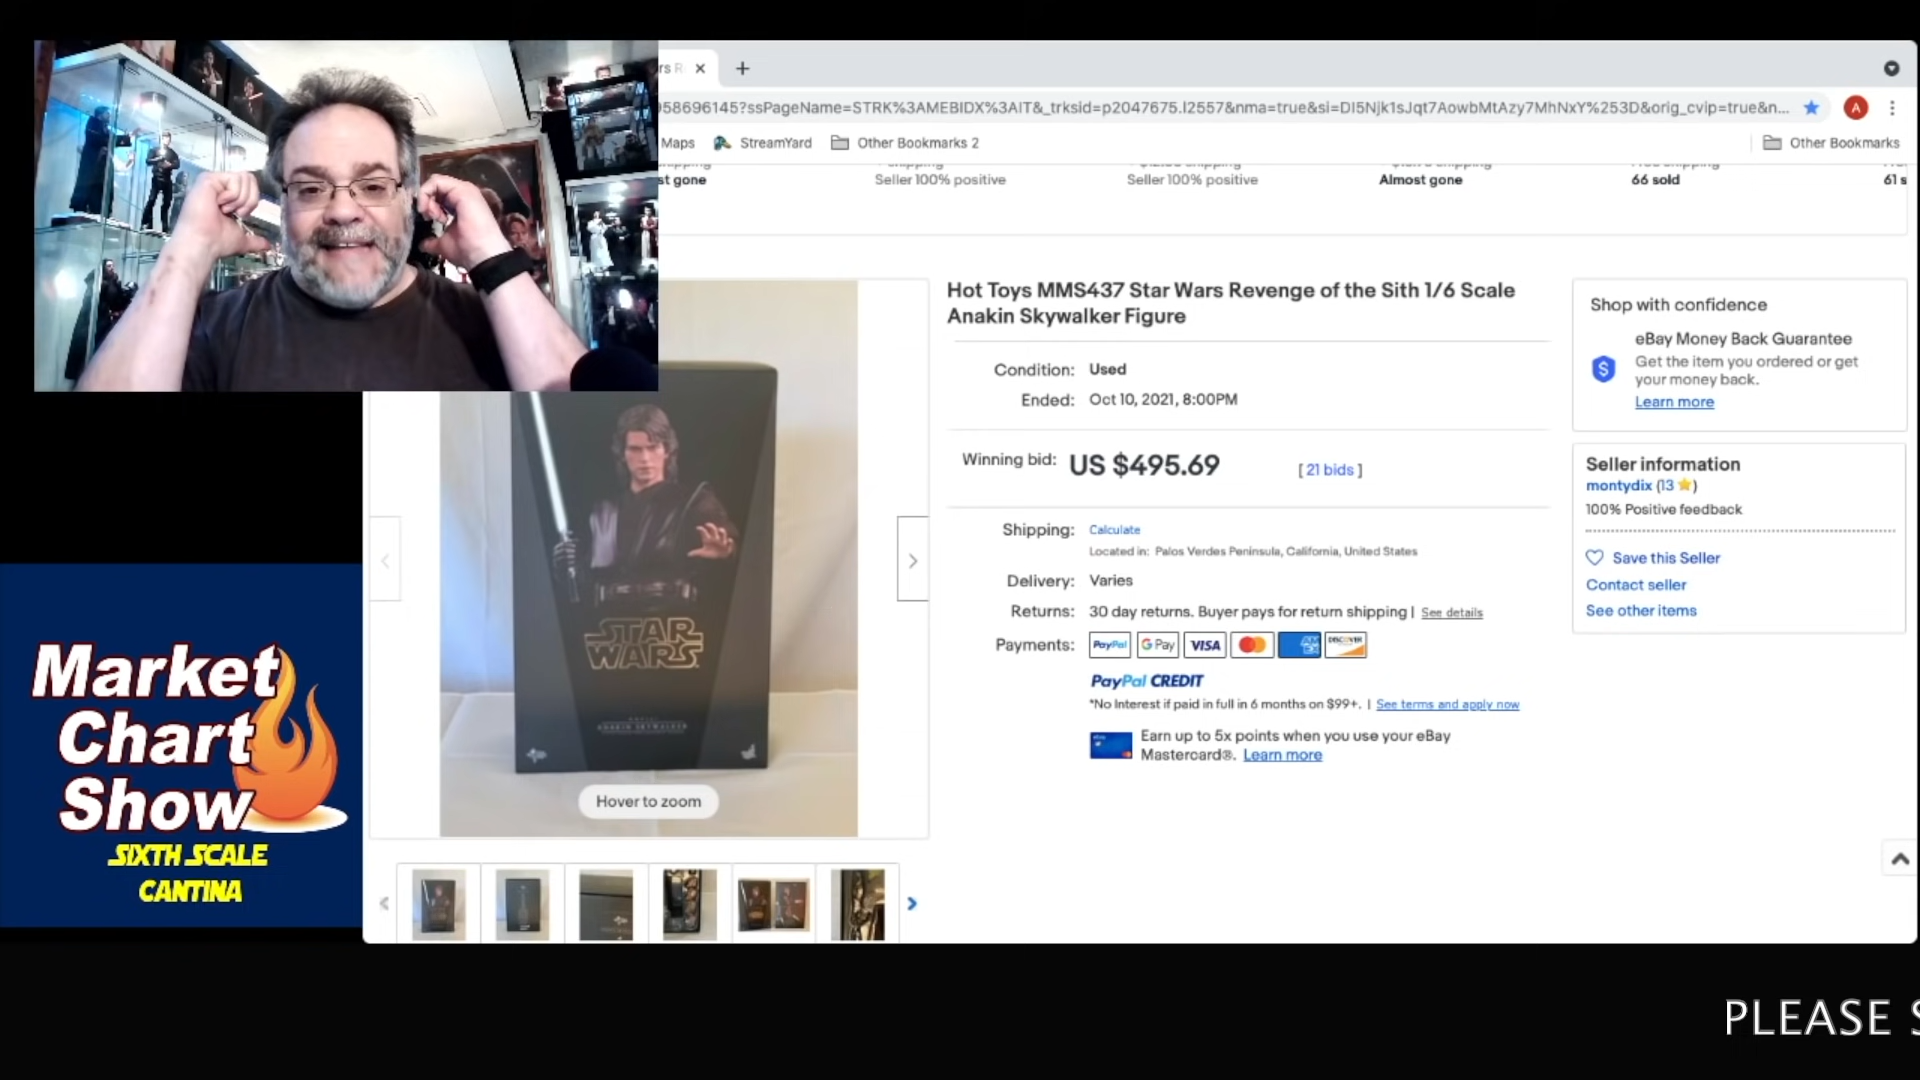 58696145?ssPageName=STRK%3AMEBIDX%3AIT&_trksid=p2047675.l2557&nma=true&si=DI5Njk1sJqt7AowbMtAzy7MhNxY%253D&orig_cvip=true&n...
A
Maps
StreamYard
Other Bookmarks 2
Other Bookmarks
Seller 100% positive
Seller 100% positive
Almost gone
66 sold
Hot Toys MMS437 Star Wars Revenge of the Sith 1/6 Scale
Anakin Skywalker Figure
Condition: Used
Ended: Oct 10, 2021, 8:00PM
Winning bid: US $495.69 [ 21 bids ]
Shipping: Calculate
Located in: Palos Verdes Peninsula, California, United States
Delivery: Varies
Returns: 30 day returns. Buyer pays for return shipping | See details
Payments: PayPal G Pay VISA DISCOVER
PayPal CREDIT
*No Interest if paid in full in 6 months on $99+. | See terms and apply now
Earn up to 5x points when you use your eBay
Mastercard®. Learn more
Shop with confidence
eBay Money Back Guarantee
Get the item you ordered or get
your money back.
Learn more
Seller information
montydix (13)
100% Positive feedback
Save this Seller
Contact seller
See other items
STAR
WARS
ANAKIN SKYWALKER
Hover to zoom
Market
Chart
Show
SIXTH SCALE
CANTINA
PLEASE